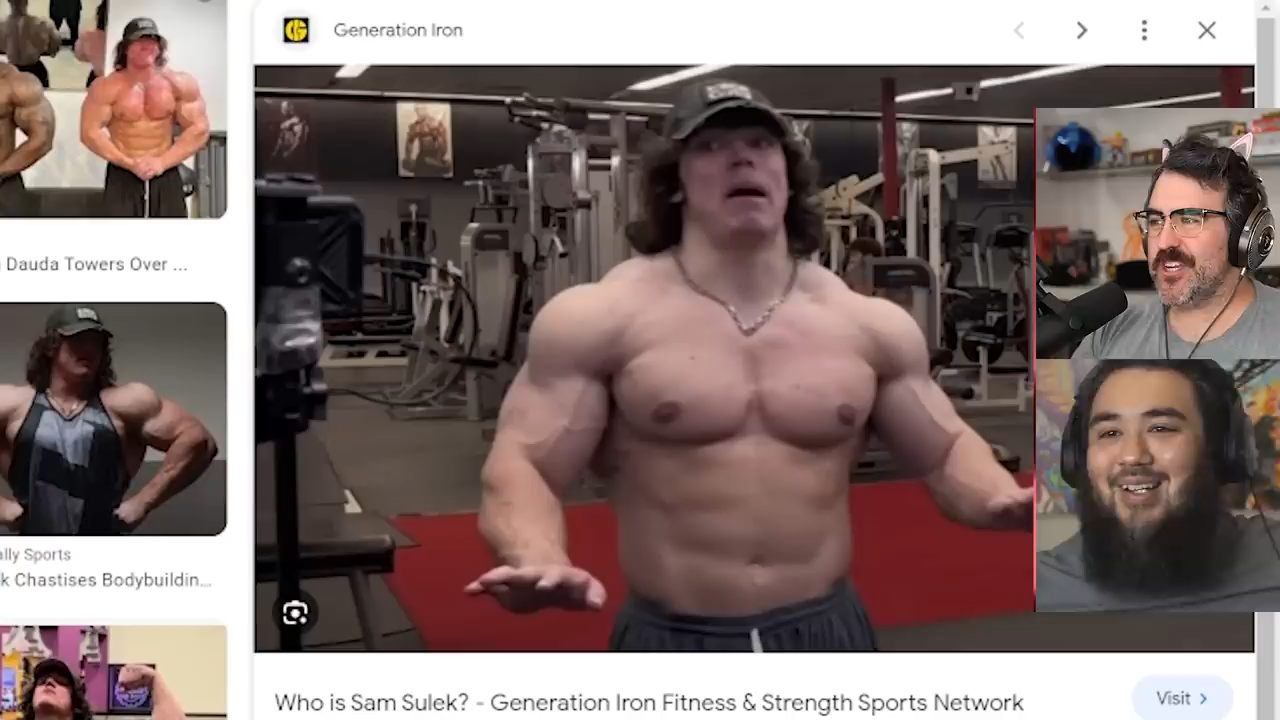 Generation Iron
Dauda Towers Over ...
ally Sports
k Chastises Bodybuildin...
Who is Sam Sulek? - Generation Iron Fitness & Strength Sports Network
Visit